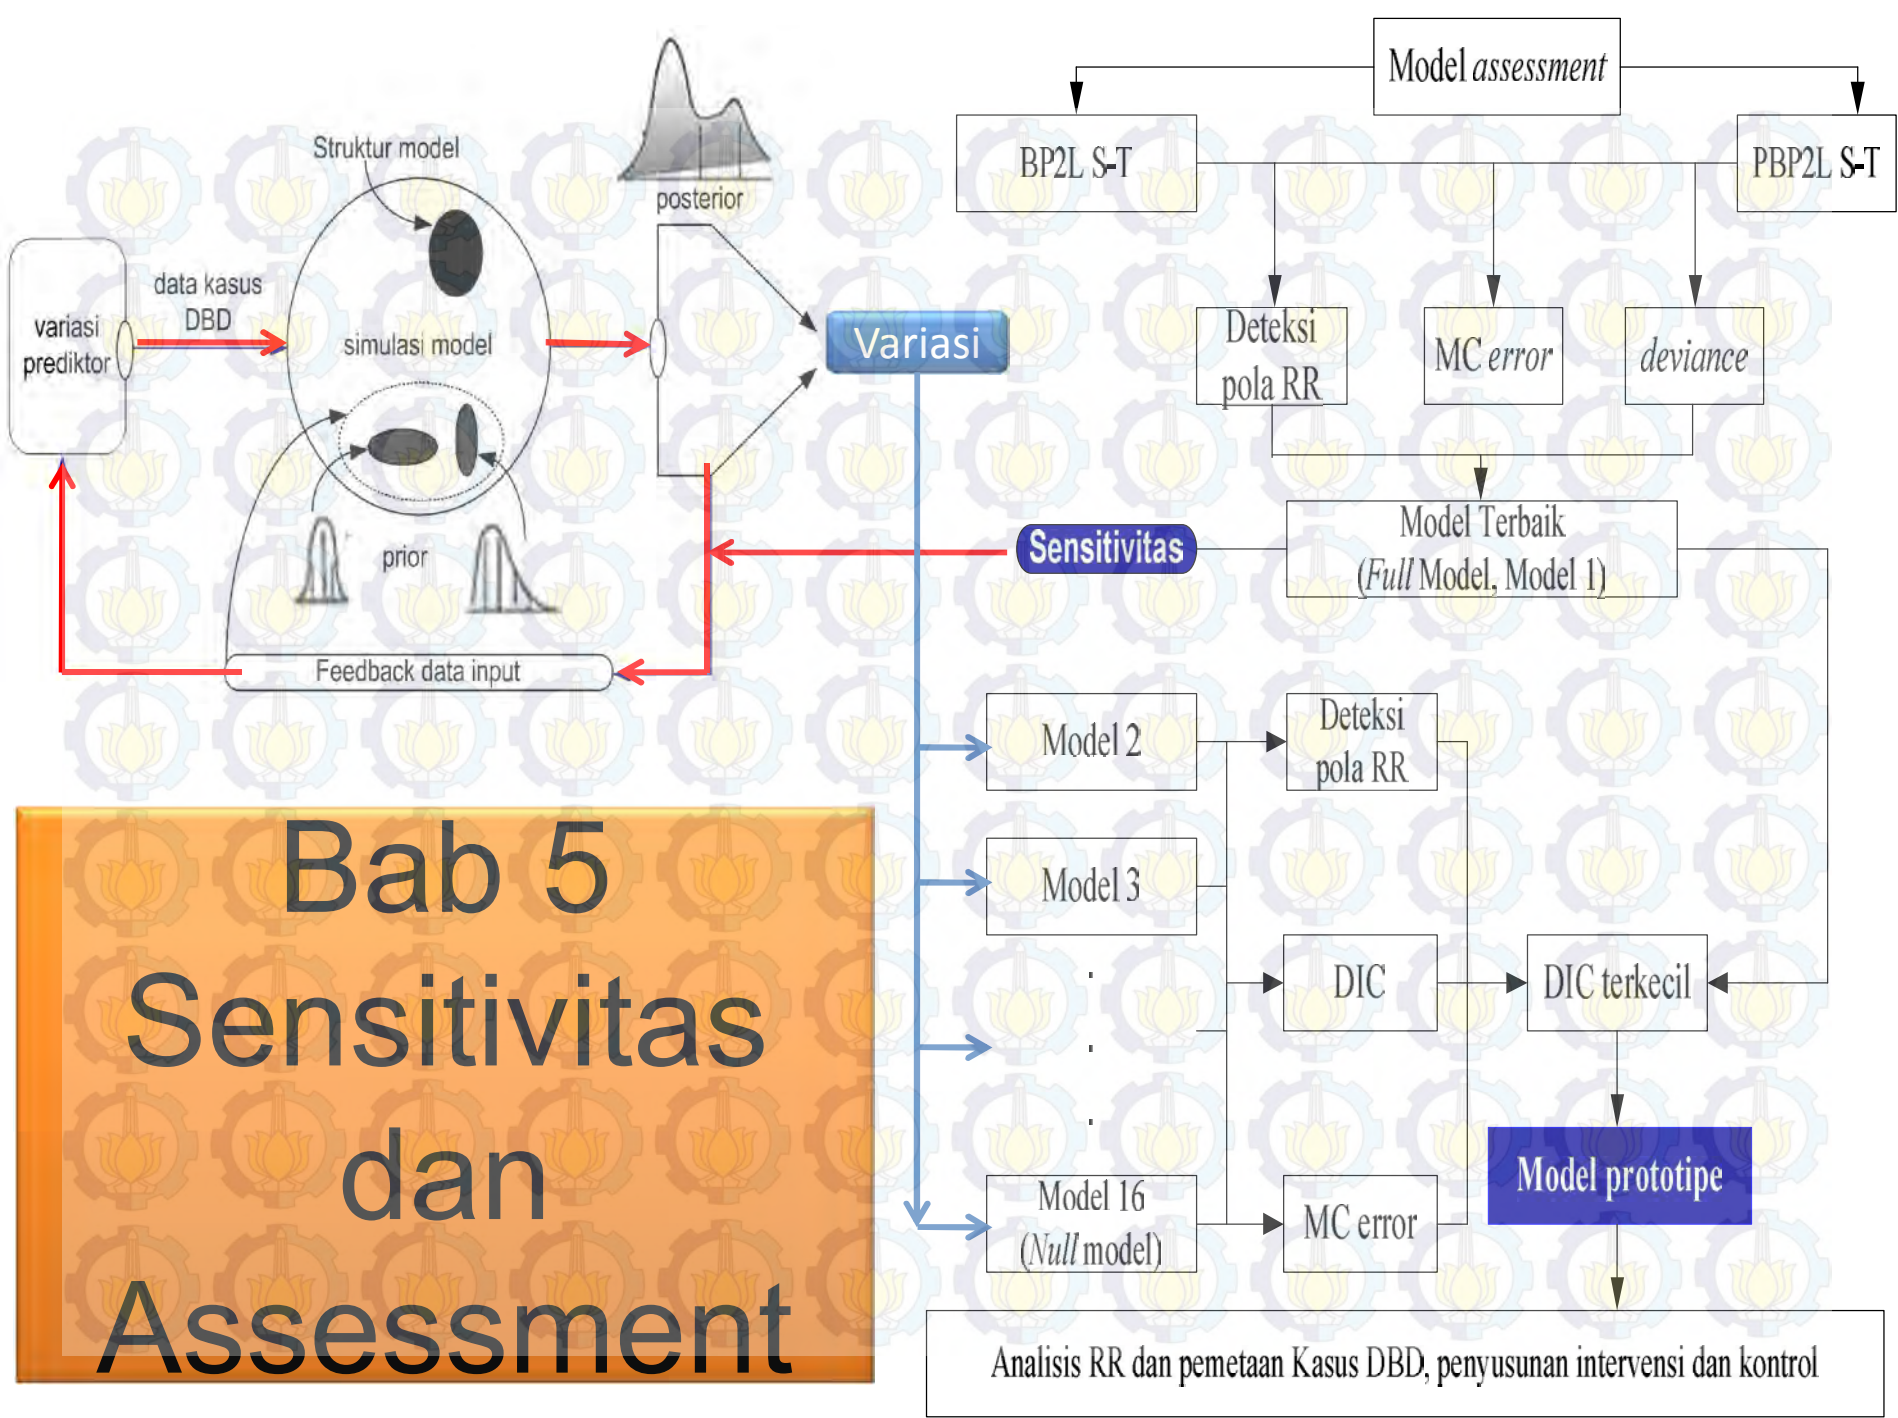 Struktur model
posterior
data kasus
DBD
variasi
prediktor
simulasi model
prior
Feedback data input
Variasi
Sensitivitas
Bab 5
Sensitivitas
dan
Assessment
Model assessment
BP2L S-T
PBP2L S-T
Deteksi
pola RR
MC error
deviance
Model Terbaik
(Full Model, Model 1)
Model 2
Deteksi
pola RR
Model 3
.
DIC
DIC terkecil
.
.
Model 16
(Null model)
MC error
Model prototipe
Analisis RR dan pemetaan Kasus DBD, penyusunan intervensi dan kontrol